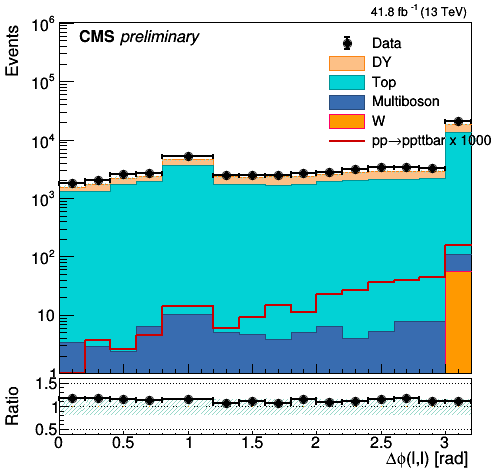 41.8 fb⁻¹ (13 TeV)
CMS preliminary
Events
10⁶
10⁵
10⁴
10³
10²
10
1
Data
DY
Top
Multiboson
W
pp→ppttbar x 1000
Ratio
1.5
1
0.5
0 0.5 1 1.5 2 2.5 3
Δϕ(l,l) [rad]